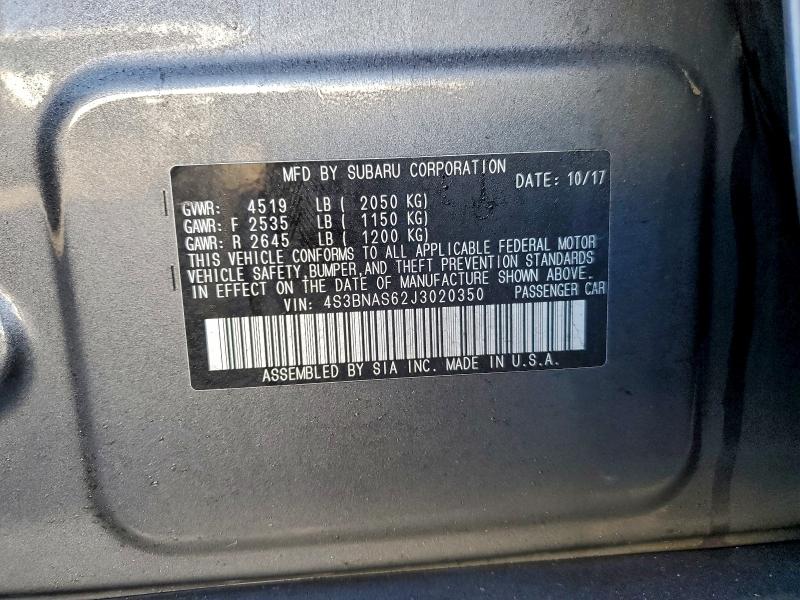 MFD BY SUBARU CORPORATION
DATE: 10/17
GVWR: 4519 LB ( 2050 KG)
GAWR: F 2535 LB ( 1150 KG)
GAWR: R 2645 LB ( 1200 KG)
THIS VEHICLE CONFORMS TO ALL APPLICABLE FEDERAL MOTOR
VEHICLE SAFETY,BUMPER,AND THEFT PREVENTION STANDARDS
IN EFFECT ON THE DATE OF MANUFACTURE SHOWN ABOVE.
VIN: 4S3BNAS62J3020350 PASSENGER CAR
ASSEMBLED BY SIA INC. MADE IN U.S.A.